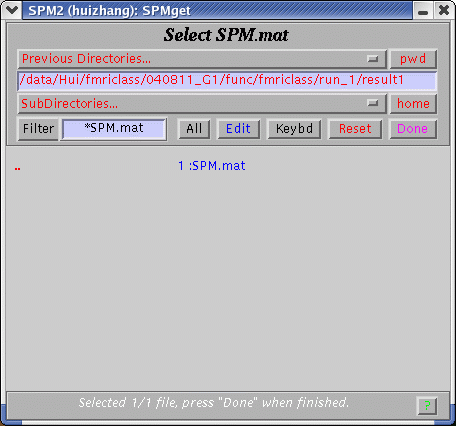 SPM2 (huizhang): SPMget
Select SPM.mat
Previous Directories... pwd
/data/Hui/fmriclass/040811_G1/func/fmriclass/run_1/result1
SubDirectories... home
Filter *SPM.mat All Edit Keybd Reset Done
.. 1 :SPM.mat
Selected 1/1 file, press "Done" when finished. ?